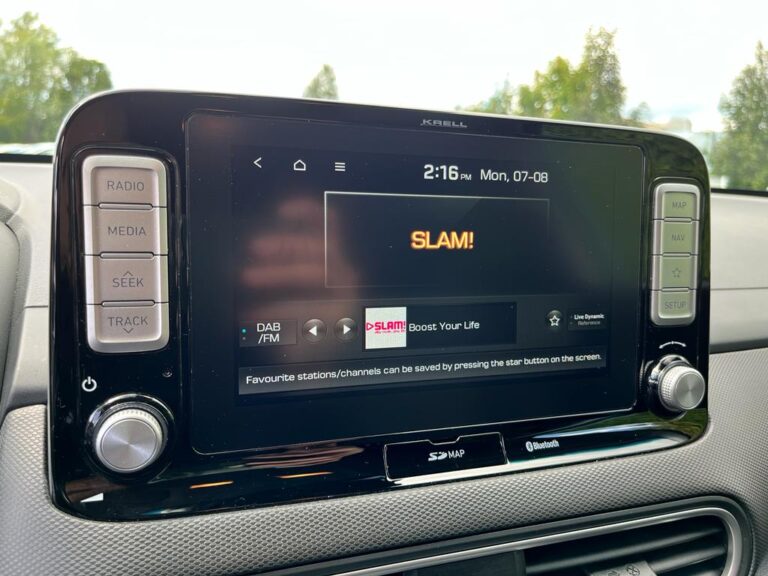 KRELL
RADIO
MEDIA
SEEK
TRACK
2:16 PM Mon, 07-08
SLAM!
DAB
/FM
SLAM!
Boost Your Life
Live Dynamic
Reference
Favourite stations/channels can be saved by pressing the star button on the screen.
MAP
NAV
SETUP
SD MAP
Bluetooth